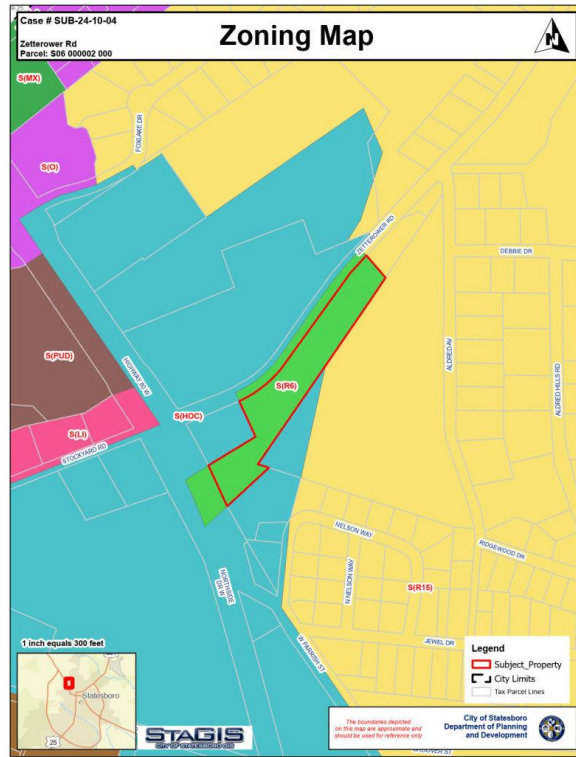 Case # SUB-24-10-04
Zetterower Rd
Parcel: S06 000002 000
Zoning Map
N
S(MX)
FOXLAKE DR
S(O)
ZETTEROWER RD
DEBBIE DR
S(PUD)
HIGHWAY 80 W
ALDRED AV
ALDRED HILLS RD
S(R6)
S(HOC)
S(LI)
STOCKYARD RD
NELSON WAY
RIDGEWOOD DR
N NELSON WAY
S(R15)
NORTHSIDE
DR W
W PARRISH ST
JEWEL DR
1 inch equals 300 feet
Statesboro
25
Legend
Subject_Property
City Limits
Tax Parcel Lines
StaGIS
CITY OF STATESBORO GIS
The boundaries depicted
on this map are approximate and
should be used for reference only
City of Statesboro
Department of Planning
and Development